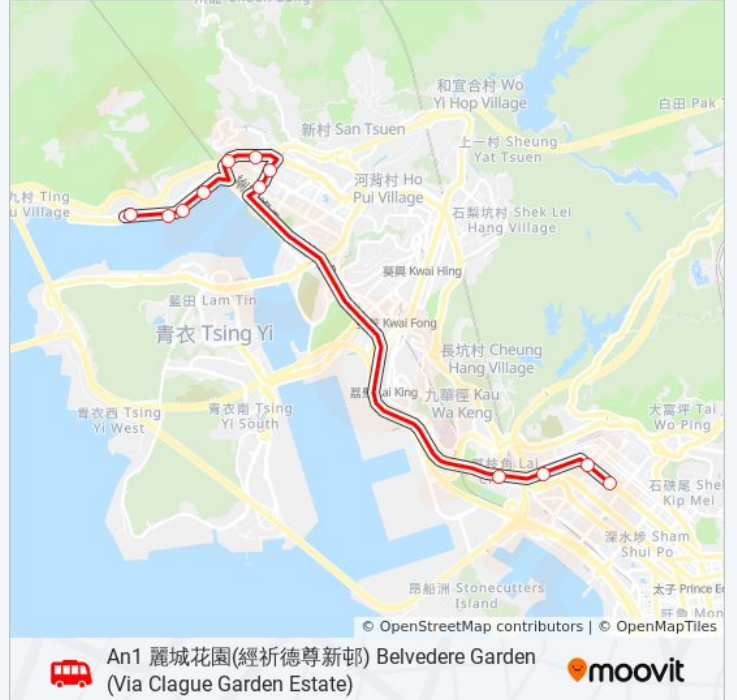 和宜合村 Wo
Yi Hop Village
白田 Pak T
新村 San Tsuen
上一村 Sheung
Yat Tsuen
河背村 Ho
Pui Village
九村 Ting
u Village
石梨坑村 Shek Lei
Hang Village
葵興 Kwai Hing
藍田 Lam Tin
Kwai Fong
青衣 Tsing Yi
長坑村 Cheung
Hang Village
荔 ai King
九華徑 Kau
Wa Keng
青衣西 Tsing
Yi West
青衣南 Tsing
Yi South
大窩坪 Tai
Wo Ping
荔枝角 Lai
石硤尾 She
Kip Mei
深水埗 Sham
Shui Po
昂船洲 Stonecutters
Island
太子 Prince E
旺角 Mon
© OpenStreetMap contributors | © OpenMapTiles
An1 麗城花園(經祈德尊新邨) Belvedere Garden
(Via Clague Garden Estate)
moovit